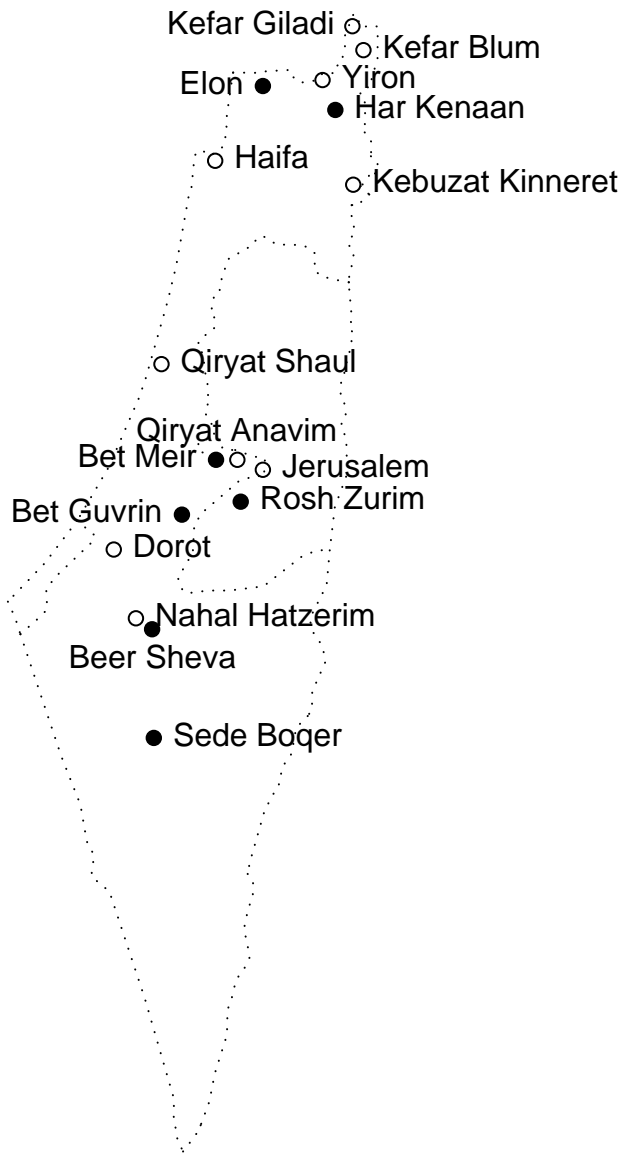 Kefar Giladi
Kefar Blum
Yiron
Elon
Har Kenaan
Haifa
Kebuzat Kinneret
Qiryat Shaul
Qiryat Anavim
Bet Meir
Jerusalem
Rosh Zurim
Bet Guvrin
Dorot
Nahal Hatzerim
Beer Sheva
Sede Boqer